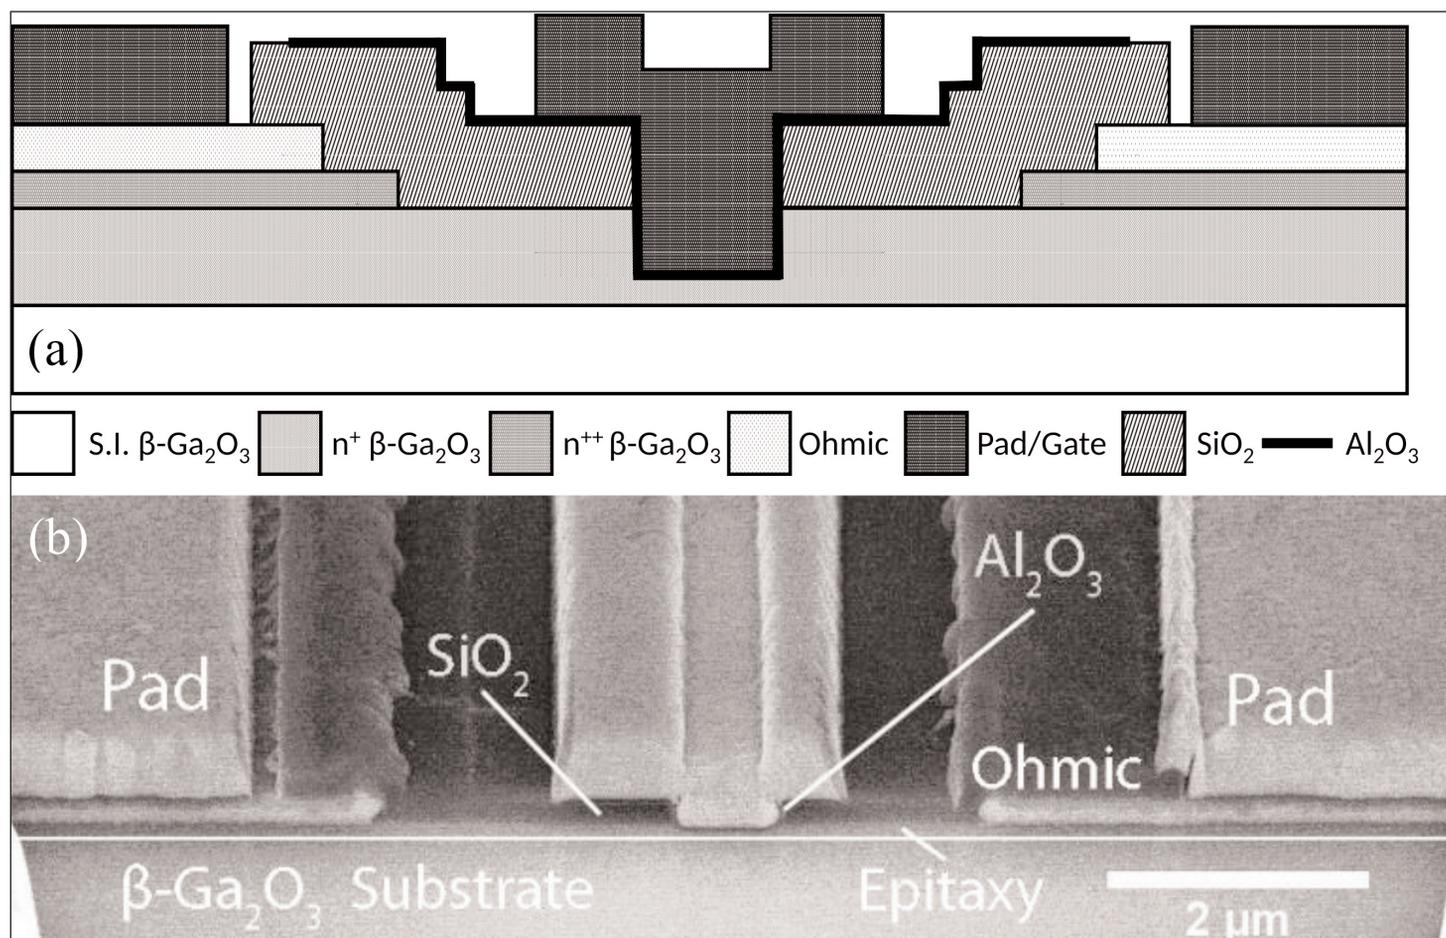 (a)
S.I. β-Ga₂O₃ n⁺ β-Ga₂O₃ n⁺⁺ β-Ga₂O₃ Ohmic Pad/Gate SiO₂ Al₂O₃
(b)
Al₂O₃
SiO₂
Pad
Pad
Ohmic
β-Ga₂O₃ Substrate
Epitaxy
2 μm